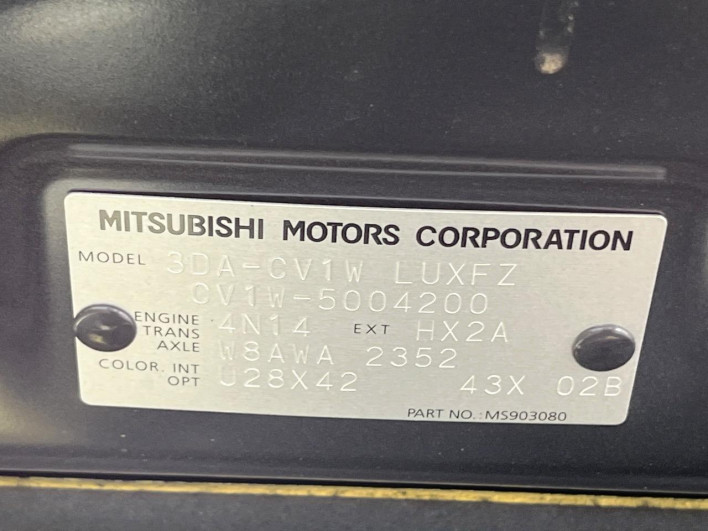 MITSUBISHI MOTORS CORPORATION
MODEL 3DA-CV1W LUXFZ
CV1W-5004200
ENGINE 4N14 EXT HX2A
TRANS
AXLE W8AWA 2352
COLOR. INT
OPT U28X42 43X 02B
PART NO.:MS903080